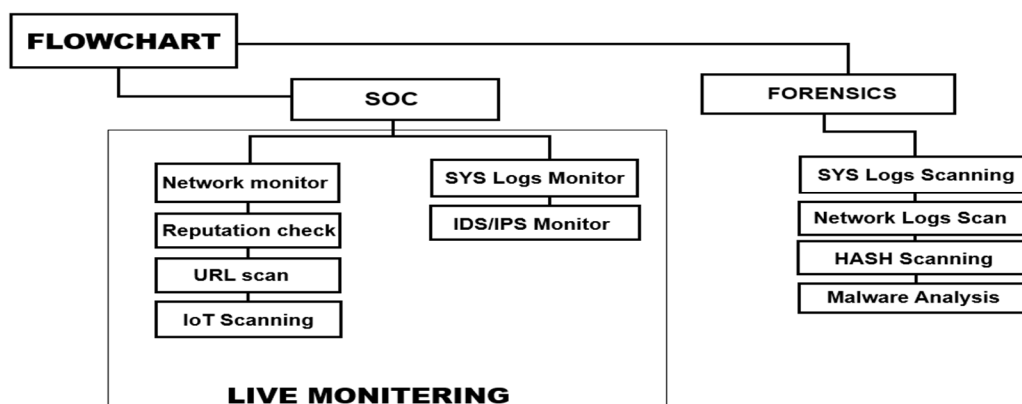 FLOWCHART
SOC
FORENSICS
Network monitor
Reputation check
URL scan
IoT Scanning
SYS Logs Monitor
IDS/IPS Monitor
SYS Logs Scanning
Network Logs Scan
HASH Scanning
Malware Analysis
LIVE MONITERING